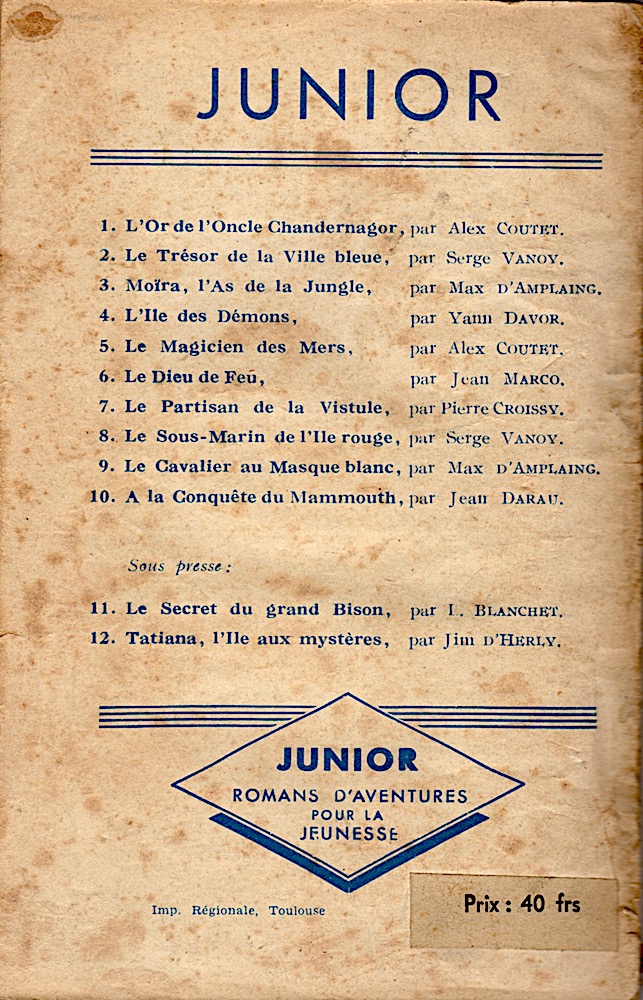 JUNIOR
1. L'Or de l'Oncle Chandernagor, par Alex COUTET.
2. Le Trésor de la Ville bleue, par Serge VANOY.
3. Moïra, l'As de la Jungle, par Max D'AMPLAING.
4. L'Ile des Démons, par Yann DAVOR.
5. Le Magicien des Mers, par Alex COUTET.
6. Le Dieu de Feu, par Jean MARCO.
7. Le Partisan de la Vistule, par Pierre CROISSY.
8. Le Sous-Marin de l'Ile rouge, par Serge VANOY.
9. Le Cavalier au Masque blanc, par Max D'AMPLAING.
10. A la Conquête du Mammouth, par Jean DARAU.
Sous presse :
11. Le Secret du grand Bison, par L. BLANCHET.
12. Tatiana, l'Ile aux mystères, par Jim D'HERLY.
JUNIOR
ROMANS D'AVENTURES
POUR LA
JEUNESSE
Imp. Régionale, Toulouse
Prix : 40 frs